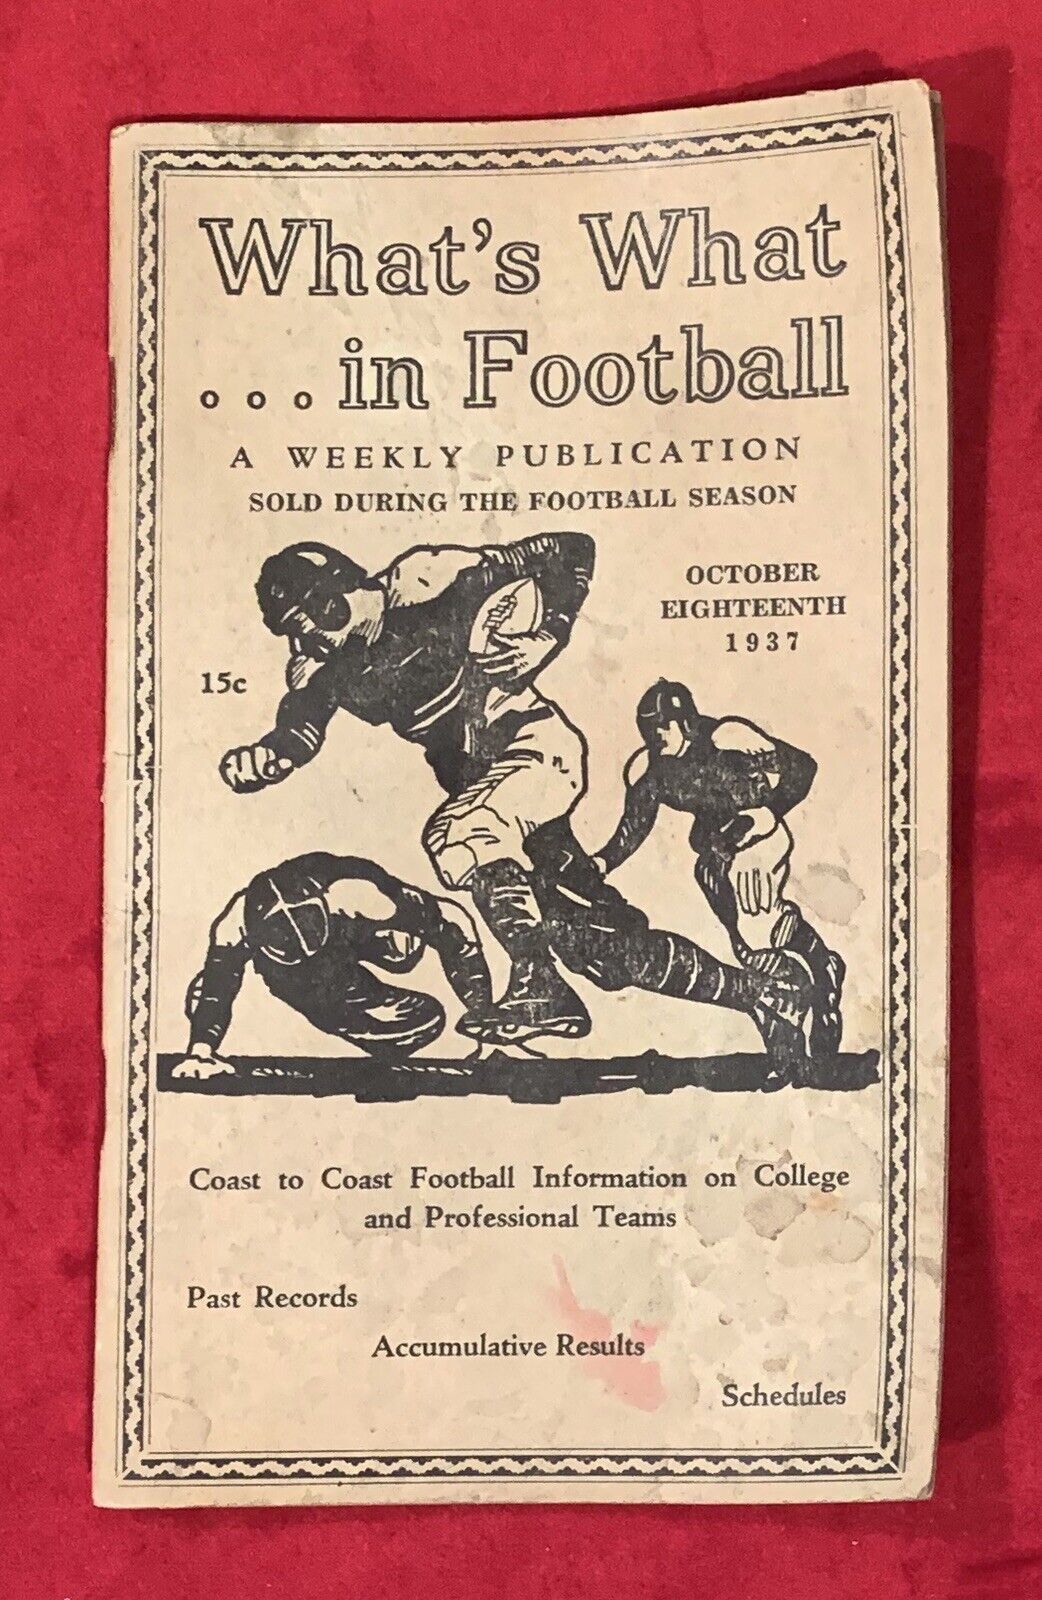 What's What
... in Football
A WEEKLY PUBLICATION
SOLD DURING THE FOOTBALL SEASON
OCTOBER
EIGHTEENTH
1937
15c
Coast to Coast Football Information on College
and Professional Teams
Past Records
Accumulative Results
Schedules